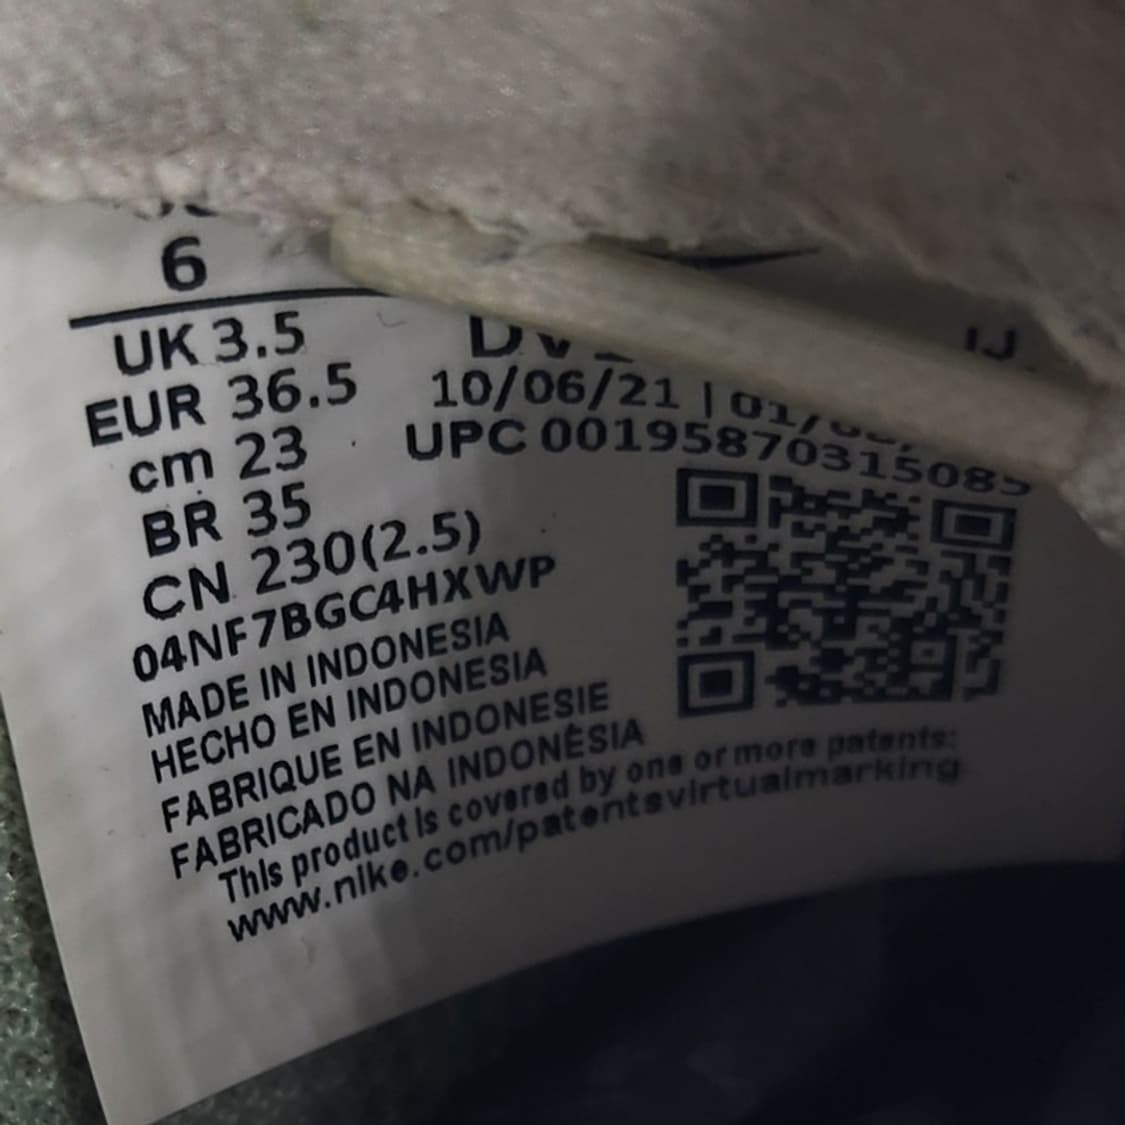 6
UK 3.5
EUR 36.5
cm 23
BR 35
CN 230(2.5)
04NF7BGC4HXWP
MADE IN INDONESIA
HECHO EN INDONESIA
FABRIQUE EN INDONESIE
FABRICADO NA INDONÉSIA
This product is covered by one or more patents:
www.nike.com/patentsvirtualmarking
IJ
10/06/21 |
UPC 00195870315085